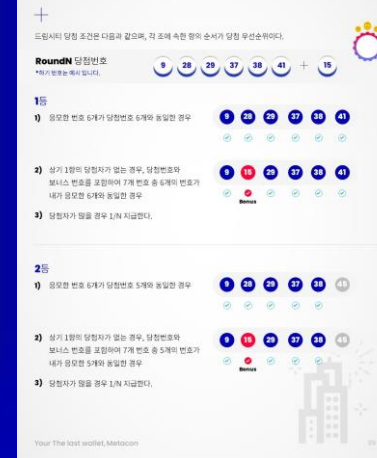 드림시티 당첨 조건은 다음과 같으며, 각 조에 속한 항의 순서가 당첨 우선순위이다.
RoundN 당첨번호
*하기 번호는 예시 입니다.
9 28 29 37 38 41 + 15
1등
1) 응모한 번호 6개가 당첨번호 6개와 동일한 경우
9 28 29 37 38 41
2) 상기 1항의 당첨자가 없는 경우, 당첨번호와
보너스 번호를 포함하여 7개 번호 중 6개의 번호가
내가 응모한 6개와 동일한 경우
9 15 29 37 38 41
Bonus
3) 당첨자가 많을 경우 1/N 지급한다.
2등
1) 응모한 번호 6개가 당첨번호 5개와 동일한 경우
9 28 29 37 38 45
2) 상기 1항의 당첨자가 없는 경우, 당첨번호와
보너스 번호를 포함하여 7개 번호 중 5개의 번호가
내가 응모한 5개와 동일한 경우
9 15 29 37 38 45
Bonus
3) 당첨자가 많을 경우 1/N 지급한다.
Your The last wallet, Metacon